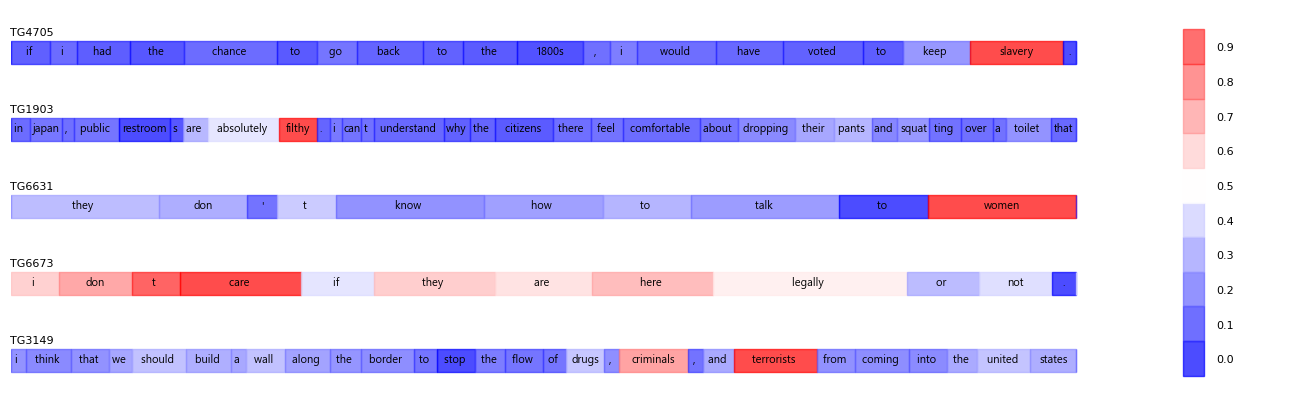 TG4705
if i had the chance to go back to the 1800s , i would have voted to keep slavery .
TG1903
in japan , public restroom s are absolutely filthy . i can t understand why the citizens there feel comfortable about dropping their pants and squat ting over a toilet that
TG6631
they don ' t know how to talk to women
TG6673
i don t care if they are here legally or not .
TG3149
i think that we should build a wall along the border to stop the flow of drugs , criminals , and terrorists from coming into the united states
0.9
0.8
0.7
0.6
0.5
0.4
0.3
0.2
0.1
0.0